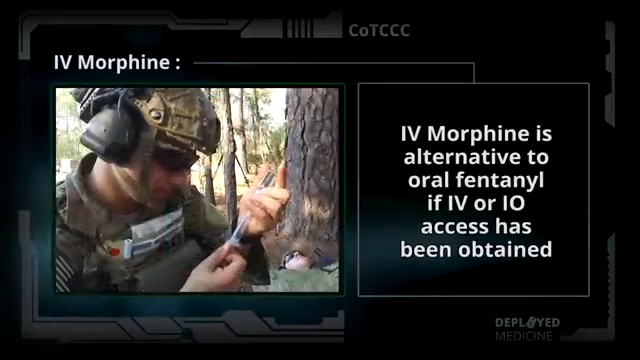 CoTCCC
IV Morphine :
IV Morphine is
alternative to
oral fentanyl
if IV or IO
access has
been obtained
DEPLOYED
MEDICINE